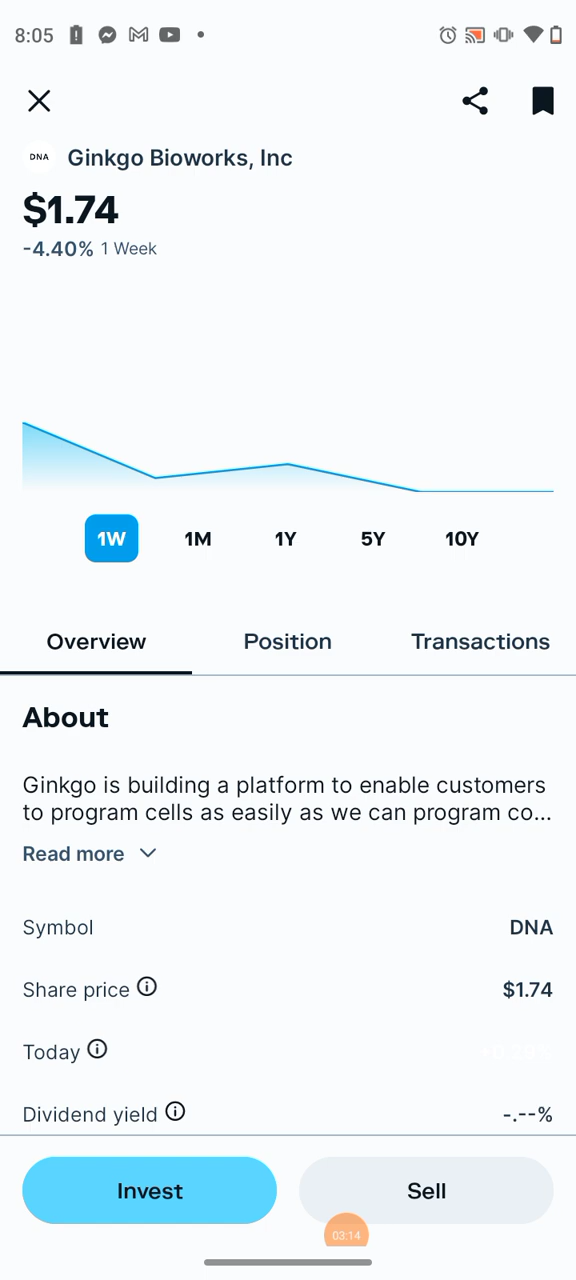 8:05
DNA Ginkgo Bioworks, Inc
$1.74
-4.40% 1 Week
1W 1M 1Y 5Y 10Y
Overview Position Transactions
About
Ginkgo is building a platform to enable customers
to program cells as easily as we can program co...
Read more
Symbol DNA
Share price $1.74
Today
Dividend yield -.--%
Invest Sell
03:14